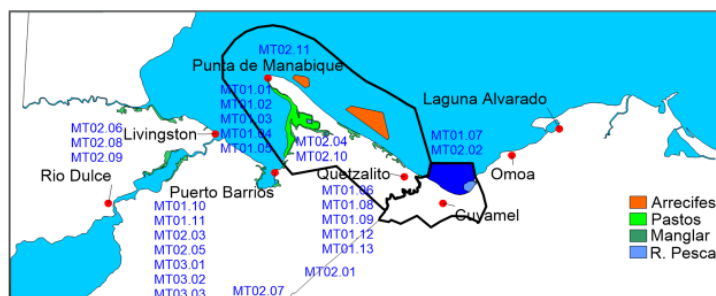 MT02.11
Punta de Manabique
MT01.01
MT01.02
MT01.03
MT01.04
MT01.05
Laguna Alvarado
MT01.07
MT02.02
MT02.06
MT02.08
MT02.09
Livingston
MT02.04
MT02.10
Rio Dulce
Puerto Barrios
Quetzalito
Omoa
MT01.06
MT01.08
MT01.09
MT01.12
MT01.13
Cuyamel
MT01.10
MT01.11
MT02.03
MT02.05
MT03.01
MT03.02
MT03.03
MT02.01
MT02.07
Arrecifes
Pastos
Manglar
R. Pesca